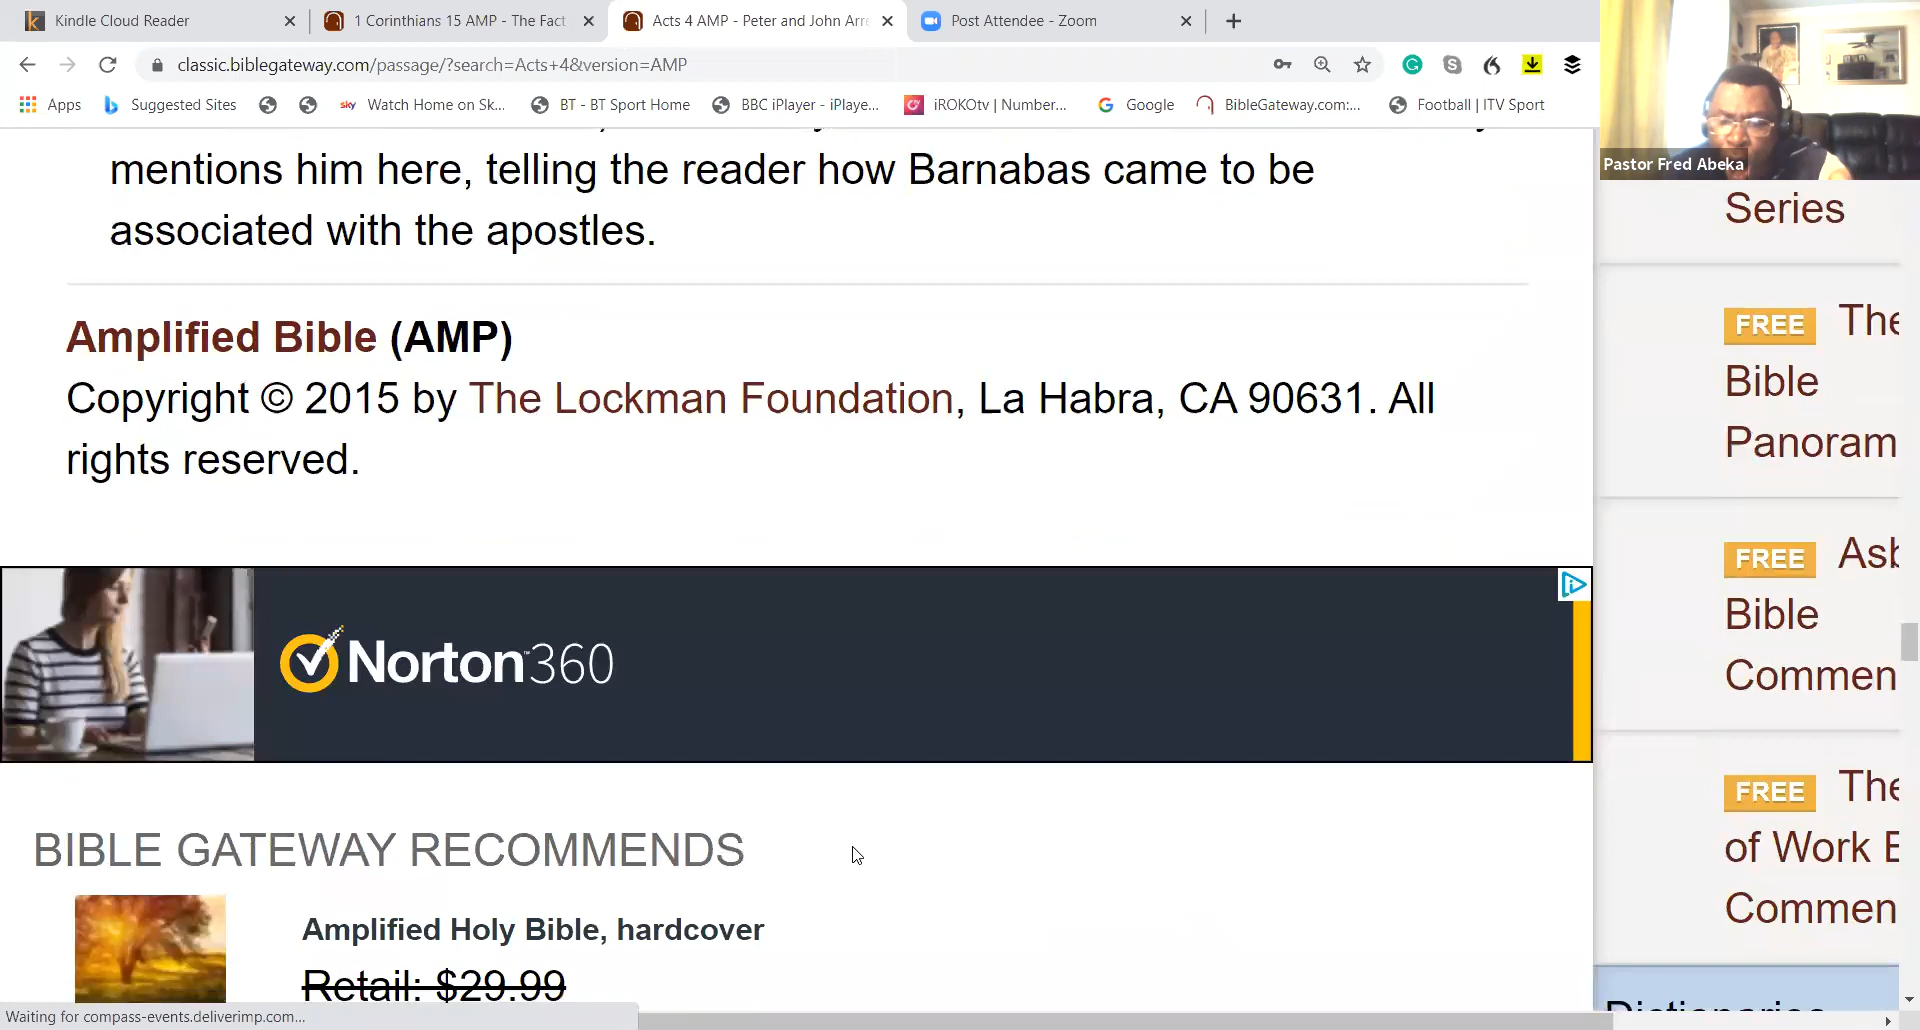 Kindle Cloud Reader
1 Corinthians 15 AMP - The Fact
Acts 4 AMP - Peter and John Arre
Post Attendee - Zoom
classic.biblegateway.com/passage/?search=Acts+4&version=AMP
Apps
Suggested Sites
sky Watch Home on Sk...
BT - BT Sport Home
BBC iPlayer - iPlaye...
iROKOtv | Number...
Google
BibleGateway.com:...
Football | ITV Sport
Pastor Fred Abeka
mentions him here, telling the reader how Barnabas came to be
associated with the apostles.
Amplified Bible (AMP)
Copyright © 2015 by The Lockman Foundation, La Habra, CA 90631. All
rights reserved.
Norton™360
BIBLE GATEWAY RECOMMENDS
Amplified Holy Bible, hardcover
Retail: $29.99
Waiting for compass-events.deliverimp.com...
Series
FREE The
Bible
Panoram
FREE Asb
Bible
Commen
FREE The
of Work B
Commen
Dictionaries